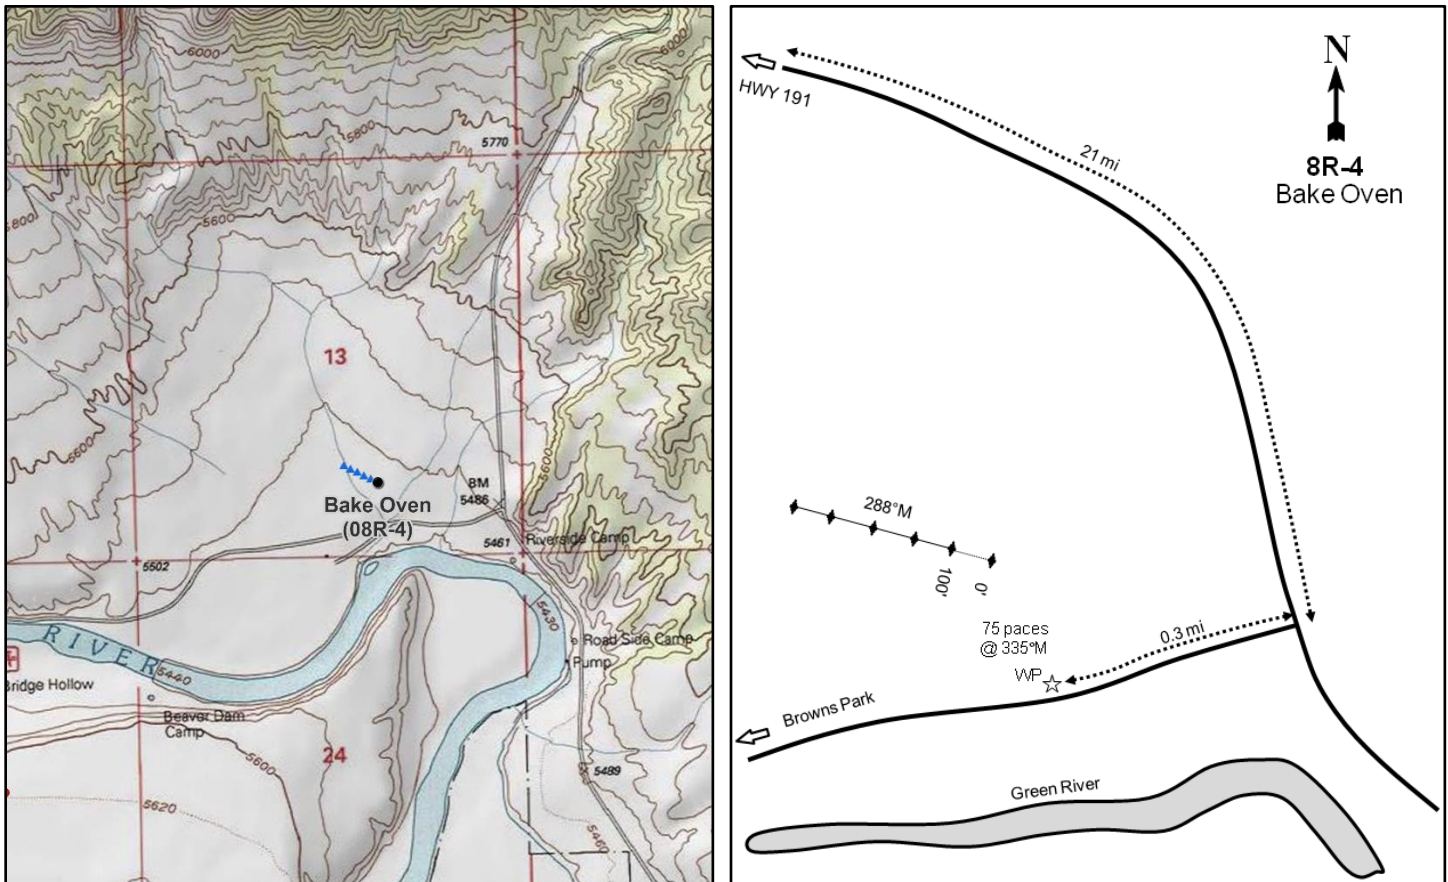 6000
6000
5770
5800
5800
5600
13
5600
5600
BM
5486
Bake Oven
(08R-4)
5461
Riverside Camp
5502
5430
RIVER
Road Side Camp
Pump
5440
Bridge Hollow
Beaver Dam
Camp
24
5600
5489
5620
5460
N
HWY 191
8R-4
Bake Oven
21 mi
288°M
100'
0'
75 paces
@ 335°M
0.3 mi
WP
Browns Park
Green River